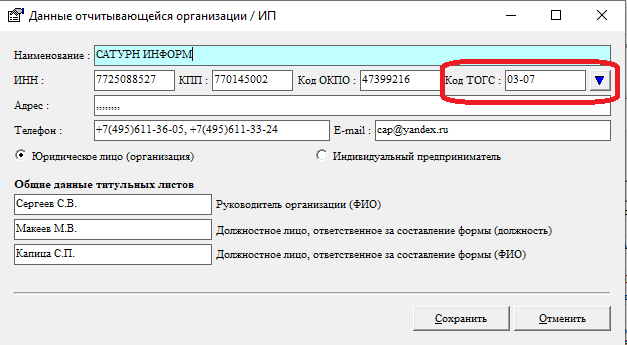 Данные отчитывающейся организации / ИП
Наименование : САТУРН ИНФОРМ
ИНН : 7725088527 КПП : 770145002 Код ОКПО : 47399216 Код ТОГС : 03-07
Адрес : ,,,,,,,,
Телефон : +7(495)611-36-05, +7(495)611-33-24 E-mail : cap@yandex.ru
Юридическое лицо (организация) Индивидуальный предприниматель
Общие данные титульных листов
Сергеев С.В. Руководитель организации (ФИО)
Макеев М.В. Должностное лицо, ответственное за составление формы (должность)
Капица С.П. Должностное лицо, ответственное за составление формы (ФИО)
Сохранить Отменить